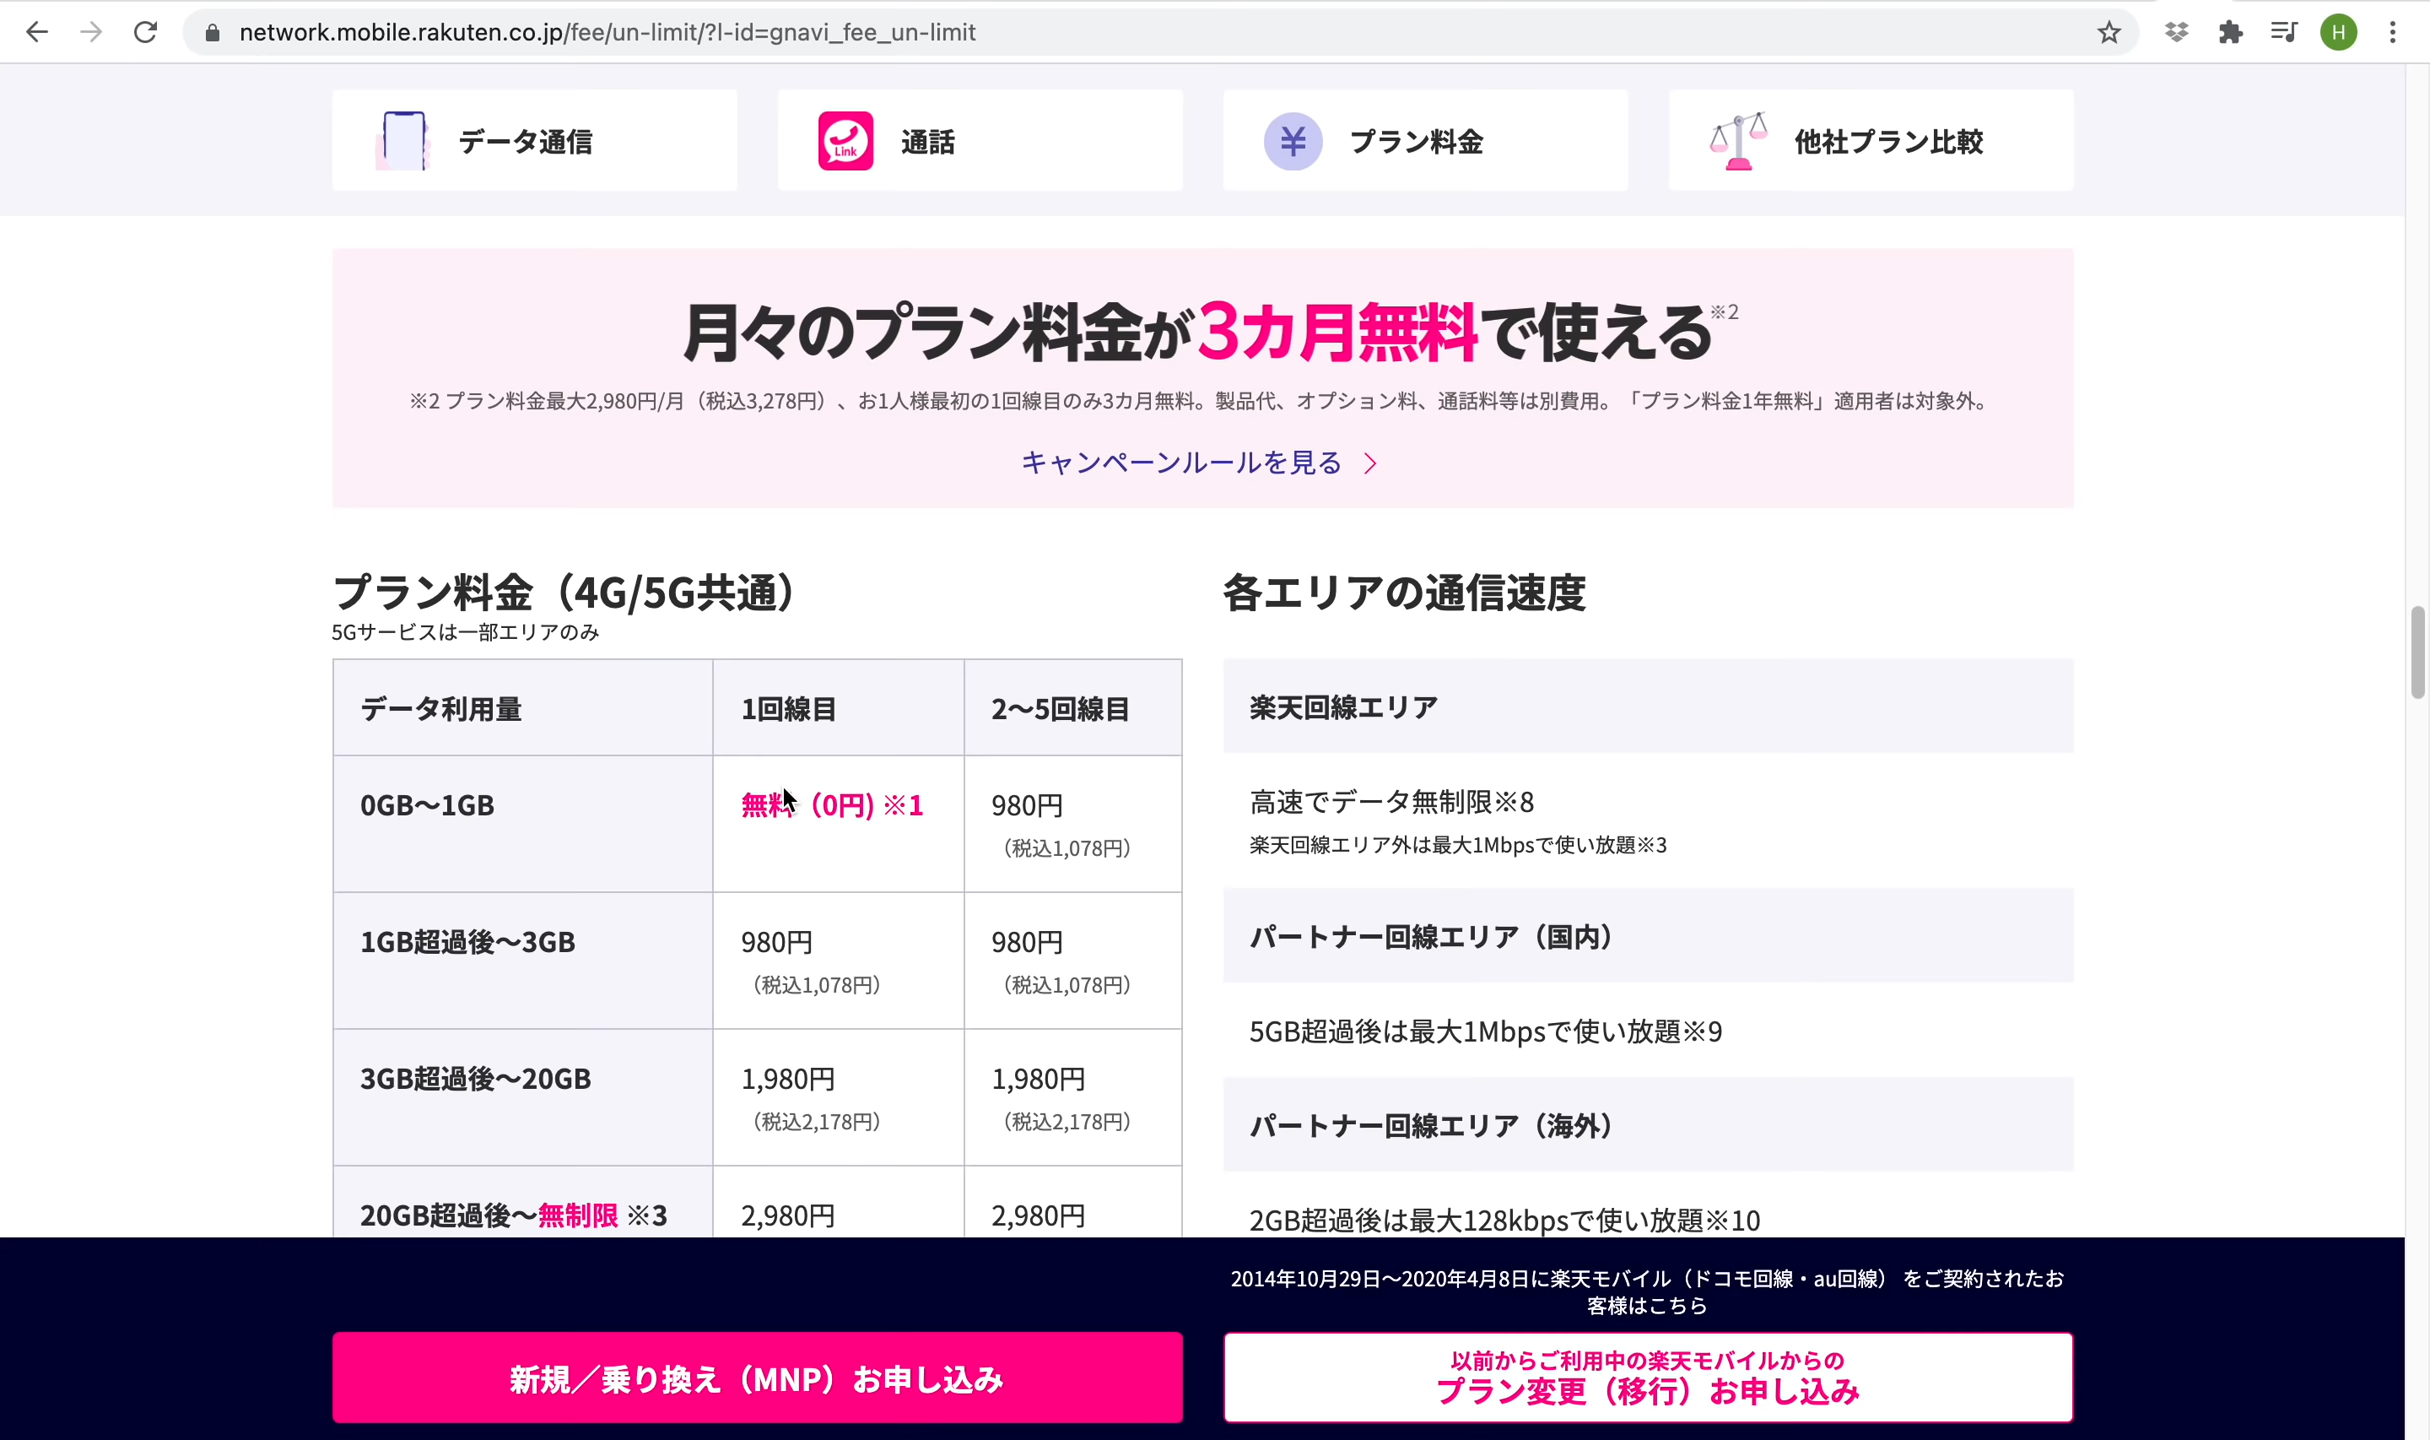 network.mobile.rakuten.co.jp/fee/un-limit/?l-id=gnavi_fee_un-limit
H
データ通信
Link
通話
¥
プラン料金
他社プラン比較
月々のプラン料金が3カ月無料で使える※2
※2 プラン料金最大2,980円/月（税込3,278円）、お1人様最初の1回線目のみ3カ月無料。製品代、オプション料、通話料等は別費用。「プラン料金1年無料」適用者は対象外。
キャンペーンルールを見る
プラン料金（4G/5G共通）
5Gサービスは一部エリアのみ
データ利用量 1回線目 2〜5回線目
0GB〜1GB 無料（0円) ※1 980円
（税込1,078円）
1GB超過後〜3GB 980円 980円
（税込1,078円） （税込1,078円）
3GB超過後〜20GB 1,980円 1,980円
（税込2,178円） （税込2,178円）
20GB超過後〜無制限 ※3 2,980円 2,980円
各エリアの通信速度
楽天回線エリア
高速でデータ無制限※8
楽天回線エリア外は最大1Mbpsで使い放題※3
パートナー回線エリア（国内）
5GB超過後は最大1Mbpsで使い放題※9
パートナー回線エリア（海外）
2GB超過後は最大128kbpsで使い放題※10
2014年10月29日〜2020年4月8日に楽天モバイル（ドコモ回線・au回線） をご契約されたお
客様はこちら
新規／乗り換え（MNP）お申し込み
以前からご利用中の楽天モバイルからの
プラン変更（移行）お申し込み